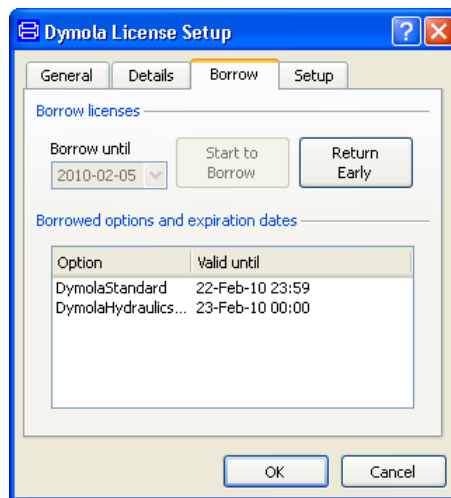 Dymola License Setup
General Details Borrow Setup
Borrow licenses
Borrow until
2010-02-05
Start to
Borrow
Return
Early
Borrowed options and expiration dates
Option Valid until
DymolaStandard 22-Feb-10 23:59
DymolaHydraulics... 23-Feb-10 00:00
OK Cancel